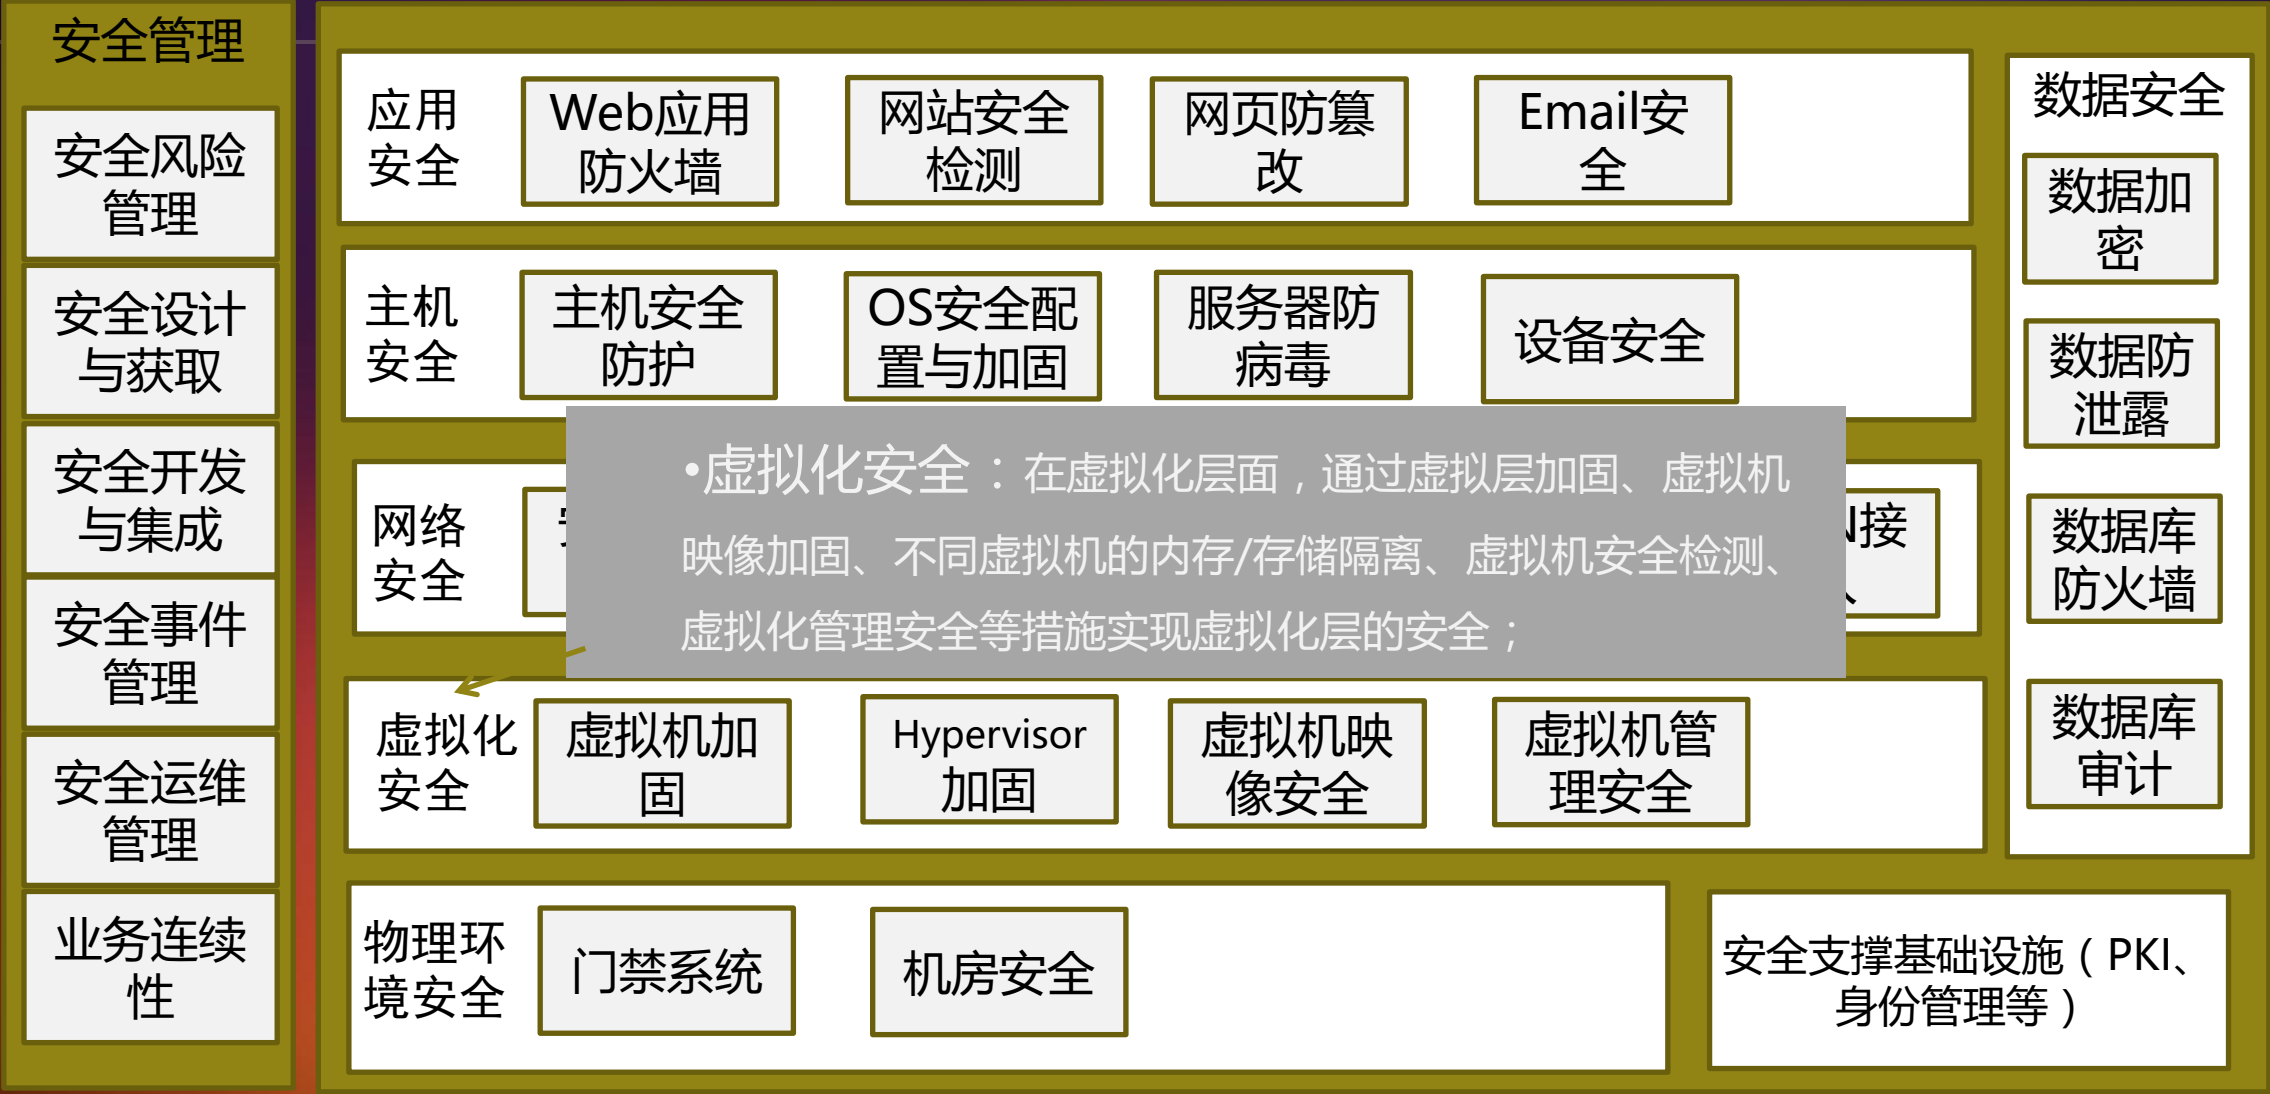 安全管理
安全风险
管理
安全设计
与获取
安全开发
与集成
安全事件
管理
安全运维
管理
业务连续
性
应用
安全
Web应用
防火墙
网站安全
检测
网页防篡
改
Email安
全
主机
安全
主机安全
防护
OS安全配
置与加固
服务器防
病毒
设备安全
•虚拟化安全：在虚拟化层面，通过虚拟层加固、虚拟机
映像加固、不同虚拟机的内存/存储隔离、虚拟机安全检测、
虚拟化管理安全等措施实现虚拟化层的安全；
网络
安全
N接
虚拟化
安全
虚拟机加
固
Hypervisor
加固
虚拟机映
像安全
虚拟机管
理安全
物理环
境安全
门禁系统
机房安全
数据安全
数据加
密
数据防
泄露
数据库
防火墙
数据库
审计
安全支撑基础设施（PKI、
身份管理等）